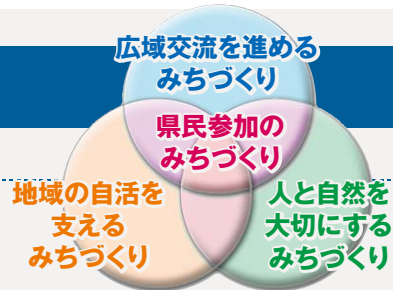 広域交流を進める
みちづくり
県民参加の
みちづくり
地域の自活を
支える
みちづくり
人と自然を
大切にする
みちづくり